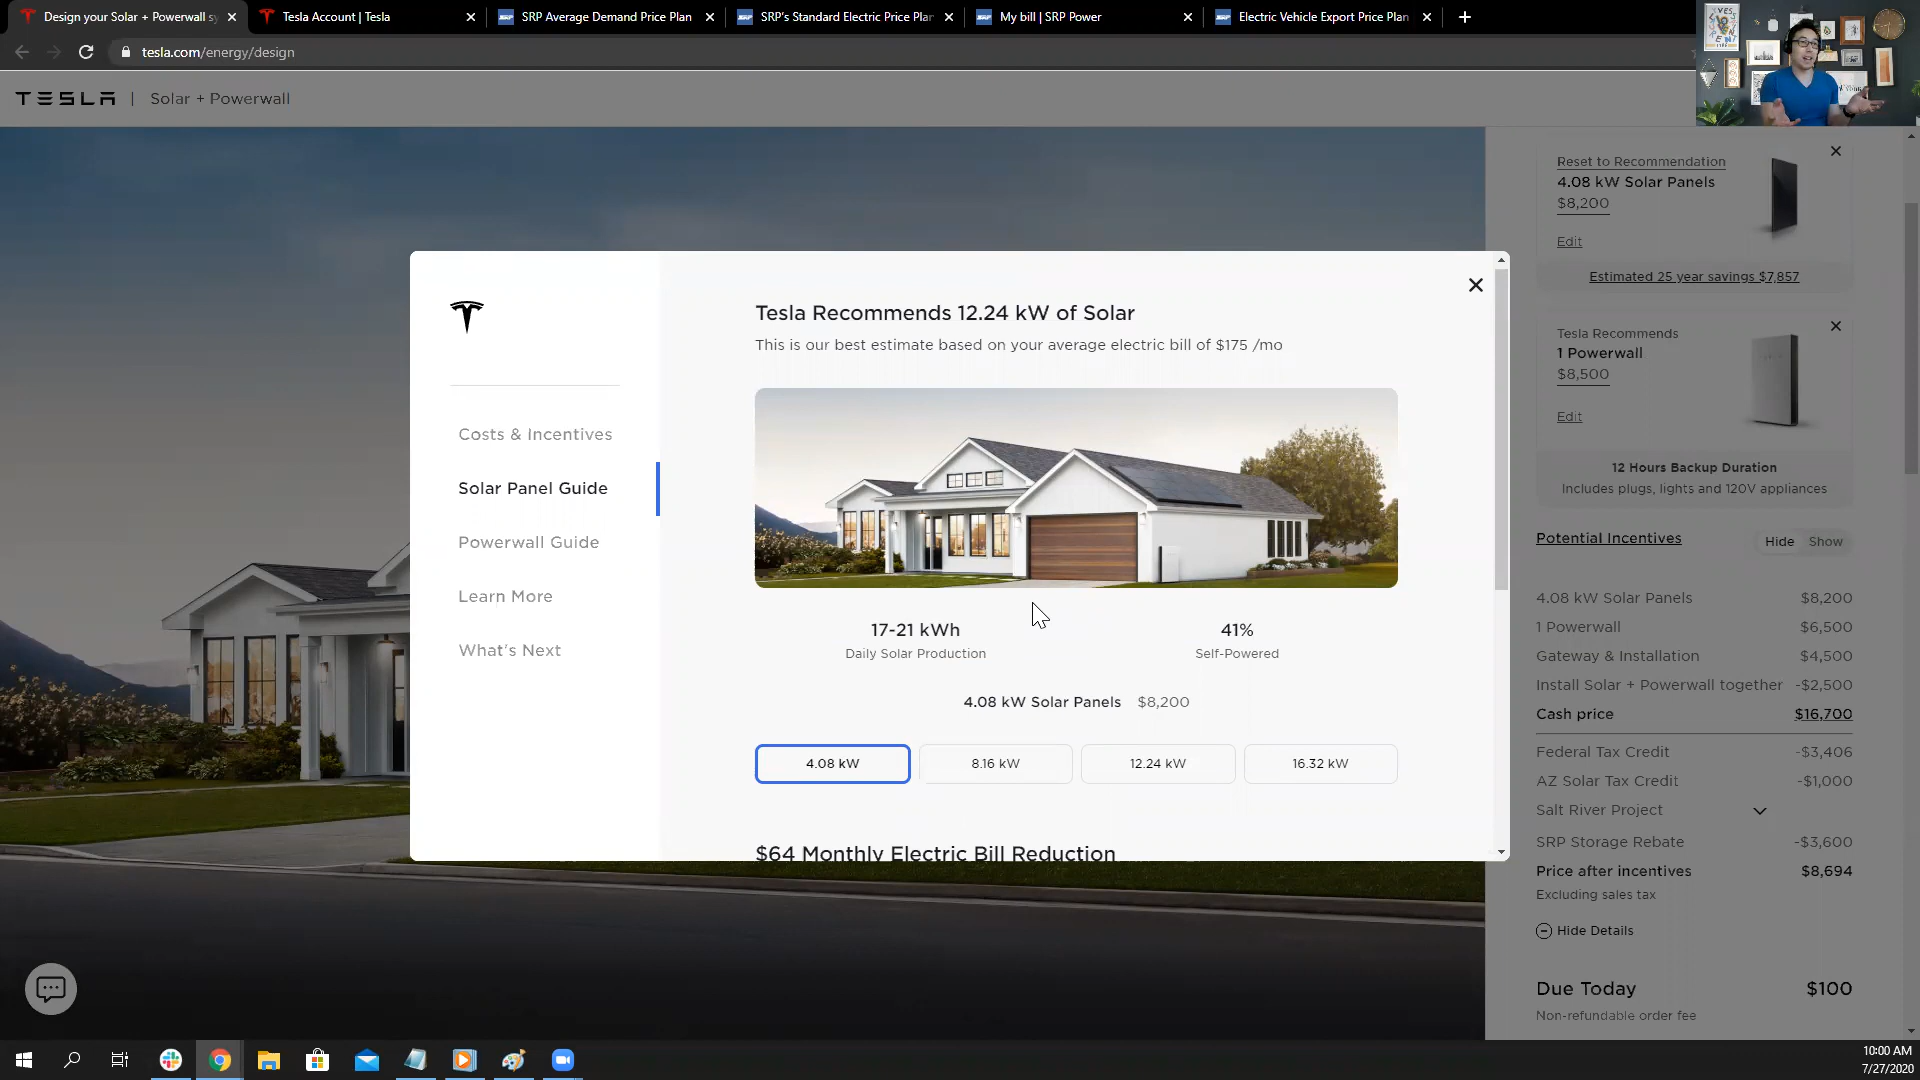 Design your Solar + Powerwall sy
Tesla Account | Tesla
SRP Average Demand Price Plan
SRP's Standard Electric Price Plan
My bill | SRP Power
Electric Vehicle Export Price Plan
tesla.com/energy/design
TESLA | Solar + Powerwall
Reset to Recommendation
4.08 kW Solar Panels
$8,200
Edit
Estimated 25 year savings $7,857
Tesla Recommends
1 Powerwall
$8,500
Edit
12 Hours Backup Duration
Includes plugs, lights and 120V appliances
Potential Incentives
Hide Show
4.08 kW Solar Panels $8,200
1 Powerwall $6,500
Gateway & Installation $4,500
Install Solar + Powerwall together -$2,500
Cash price $16,700
Federal Tax Credit -$3,406
AZ Solar Tax Credit -$1,000
Salt River Project
SRP Storage Rebate -$3,600
Price after incentives $8,694
Excluding sales tax
Hide Details
Due Today $100
Non-refundable order fee
Costs & Incentives
Solar Panel Guide
Powerwall Guide
Learn More
What's Next
Tesla Recommends 12.24 kW of Solar
This is our best estimate based on your average electric bill of $175 /mo
17-21 kWh
Daily Solar Production
41%
Self-Powered
4.08 kW Solar Panels $8,200
4.08 kW
8.16 kW
12.24 kW
16.32 kW
$64 Monthly Electric Bill Reduction
10:00 AM
7/27/2020